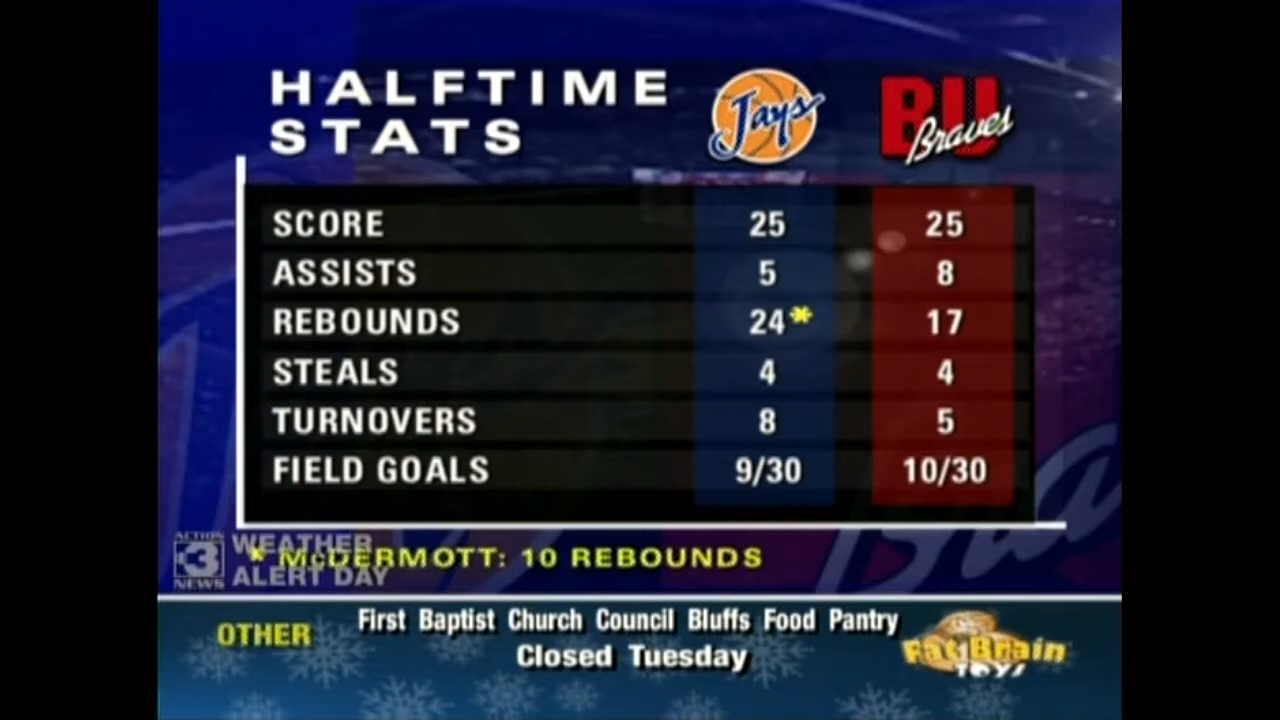 HALFTIME
STATS
Jays
BU
Braves
SCORE 25 25
ASSISTS 5 8
REBOUNDS 24* 17
STEALS 4 4
TURNOVERS 8 5
FIELD GOALS 9/30 10/30
* McDERMOTT: 10 REBOUNDS
ACTION
3
NEWS
WEATHER
ALERT DAY
OTHER
First Baptist Church Council Bluffs Food Pantry
Closed Tuesday
Fat Brain
TOYS